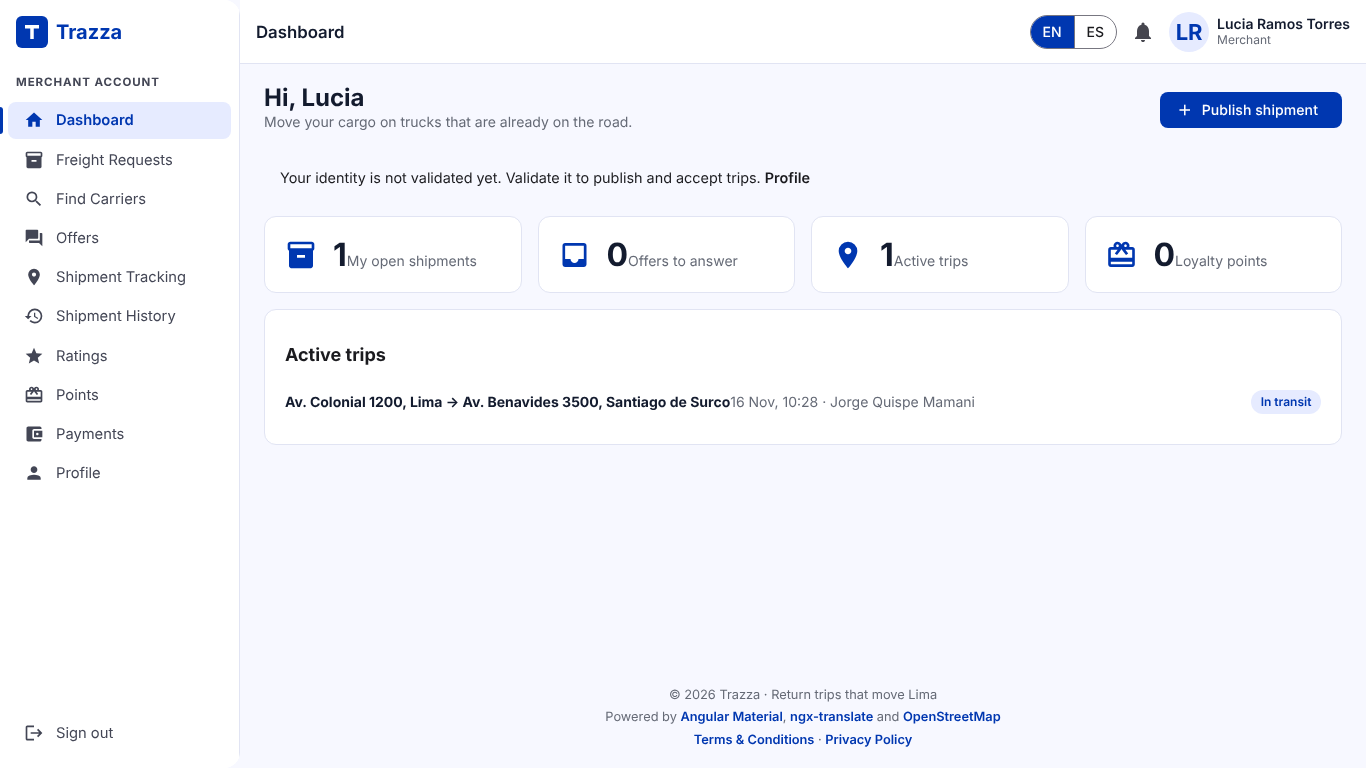 T Trazza
MERCHANT ACCOUNT
Dashboard
Freight Requests
Find Carriers
Offers
Shipment Tracking
Shipment History
Ratings
Points
Payments
Profile
Sign out
Dashboard
EN ES
LR
Lucia Ramos Torres
Merchant
Hi, Lucia
Move your cargo on trucks that are already on the road.
+ Publish shipment
Your identity is not validated yet. Validate it to publish and accept trips. Profile
1 My open shipments
0 Offers to answer
1 Active trips
0 Loyalty points
Active trips
Av. Colonial 1200, Lima → Av. Benavides 3500, Santiago de Surco16 Nov, 10:28 · Jorge Quispe Mamani
In transit
© 2026 Trazza · Return trips that move Lima
Powered by Angular Material, ngx-translate and OpenStreetMap
Terms & Conditions · Privacy Policy